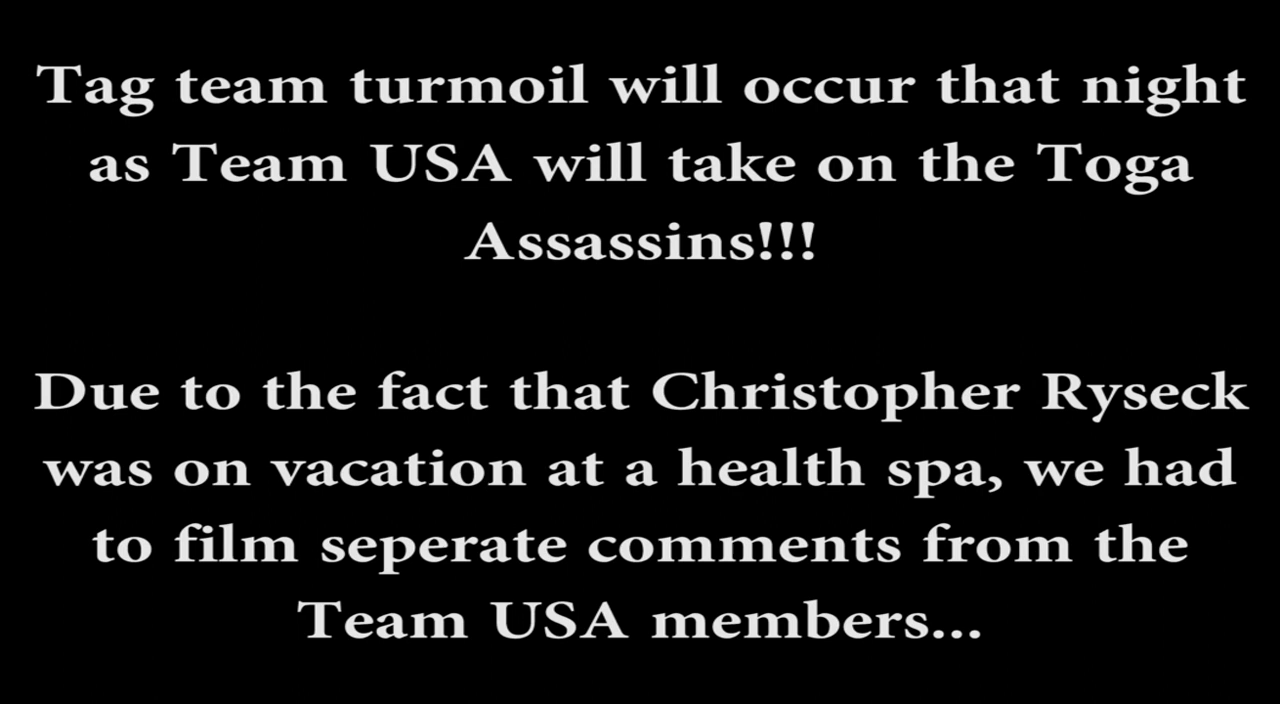 Tag team turmoil will occur that night
as Team USA will take on the Toga
Assassins!!!
Due to the fact that Christopher Ryseck
was on vacation at a health spa, we had
to film seperate comments from the
Team USA members...